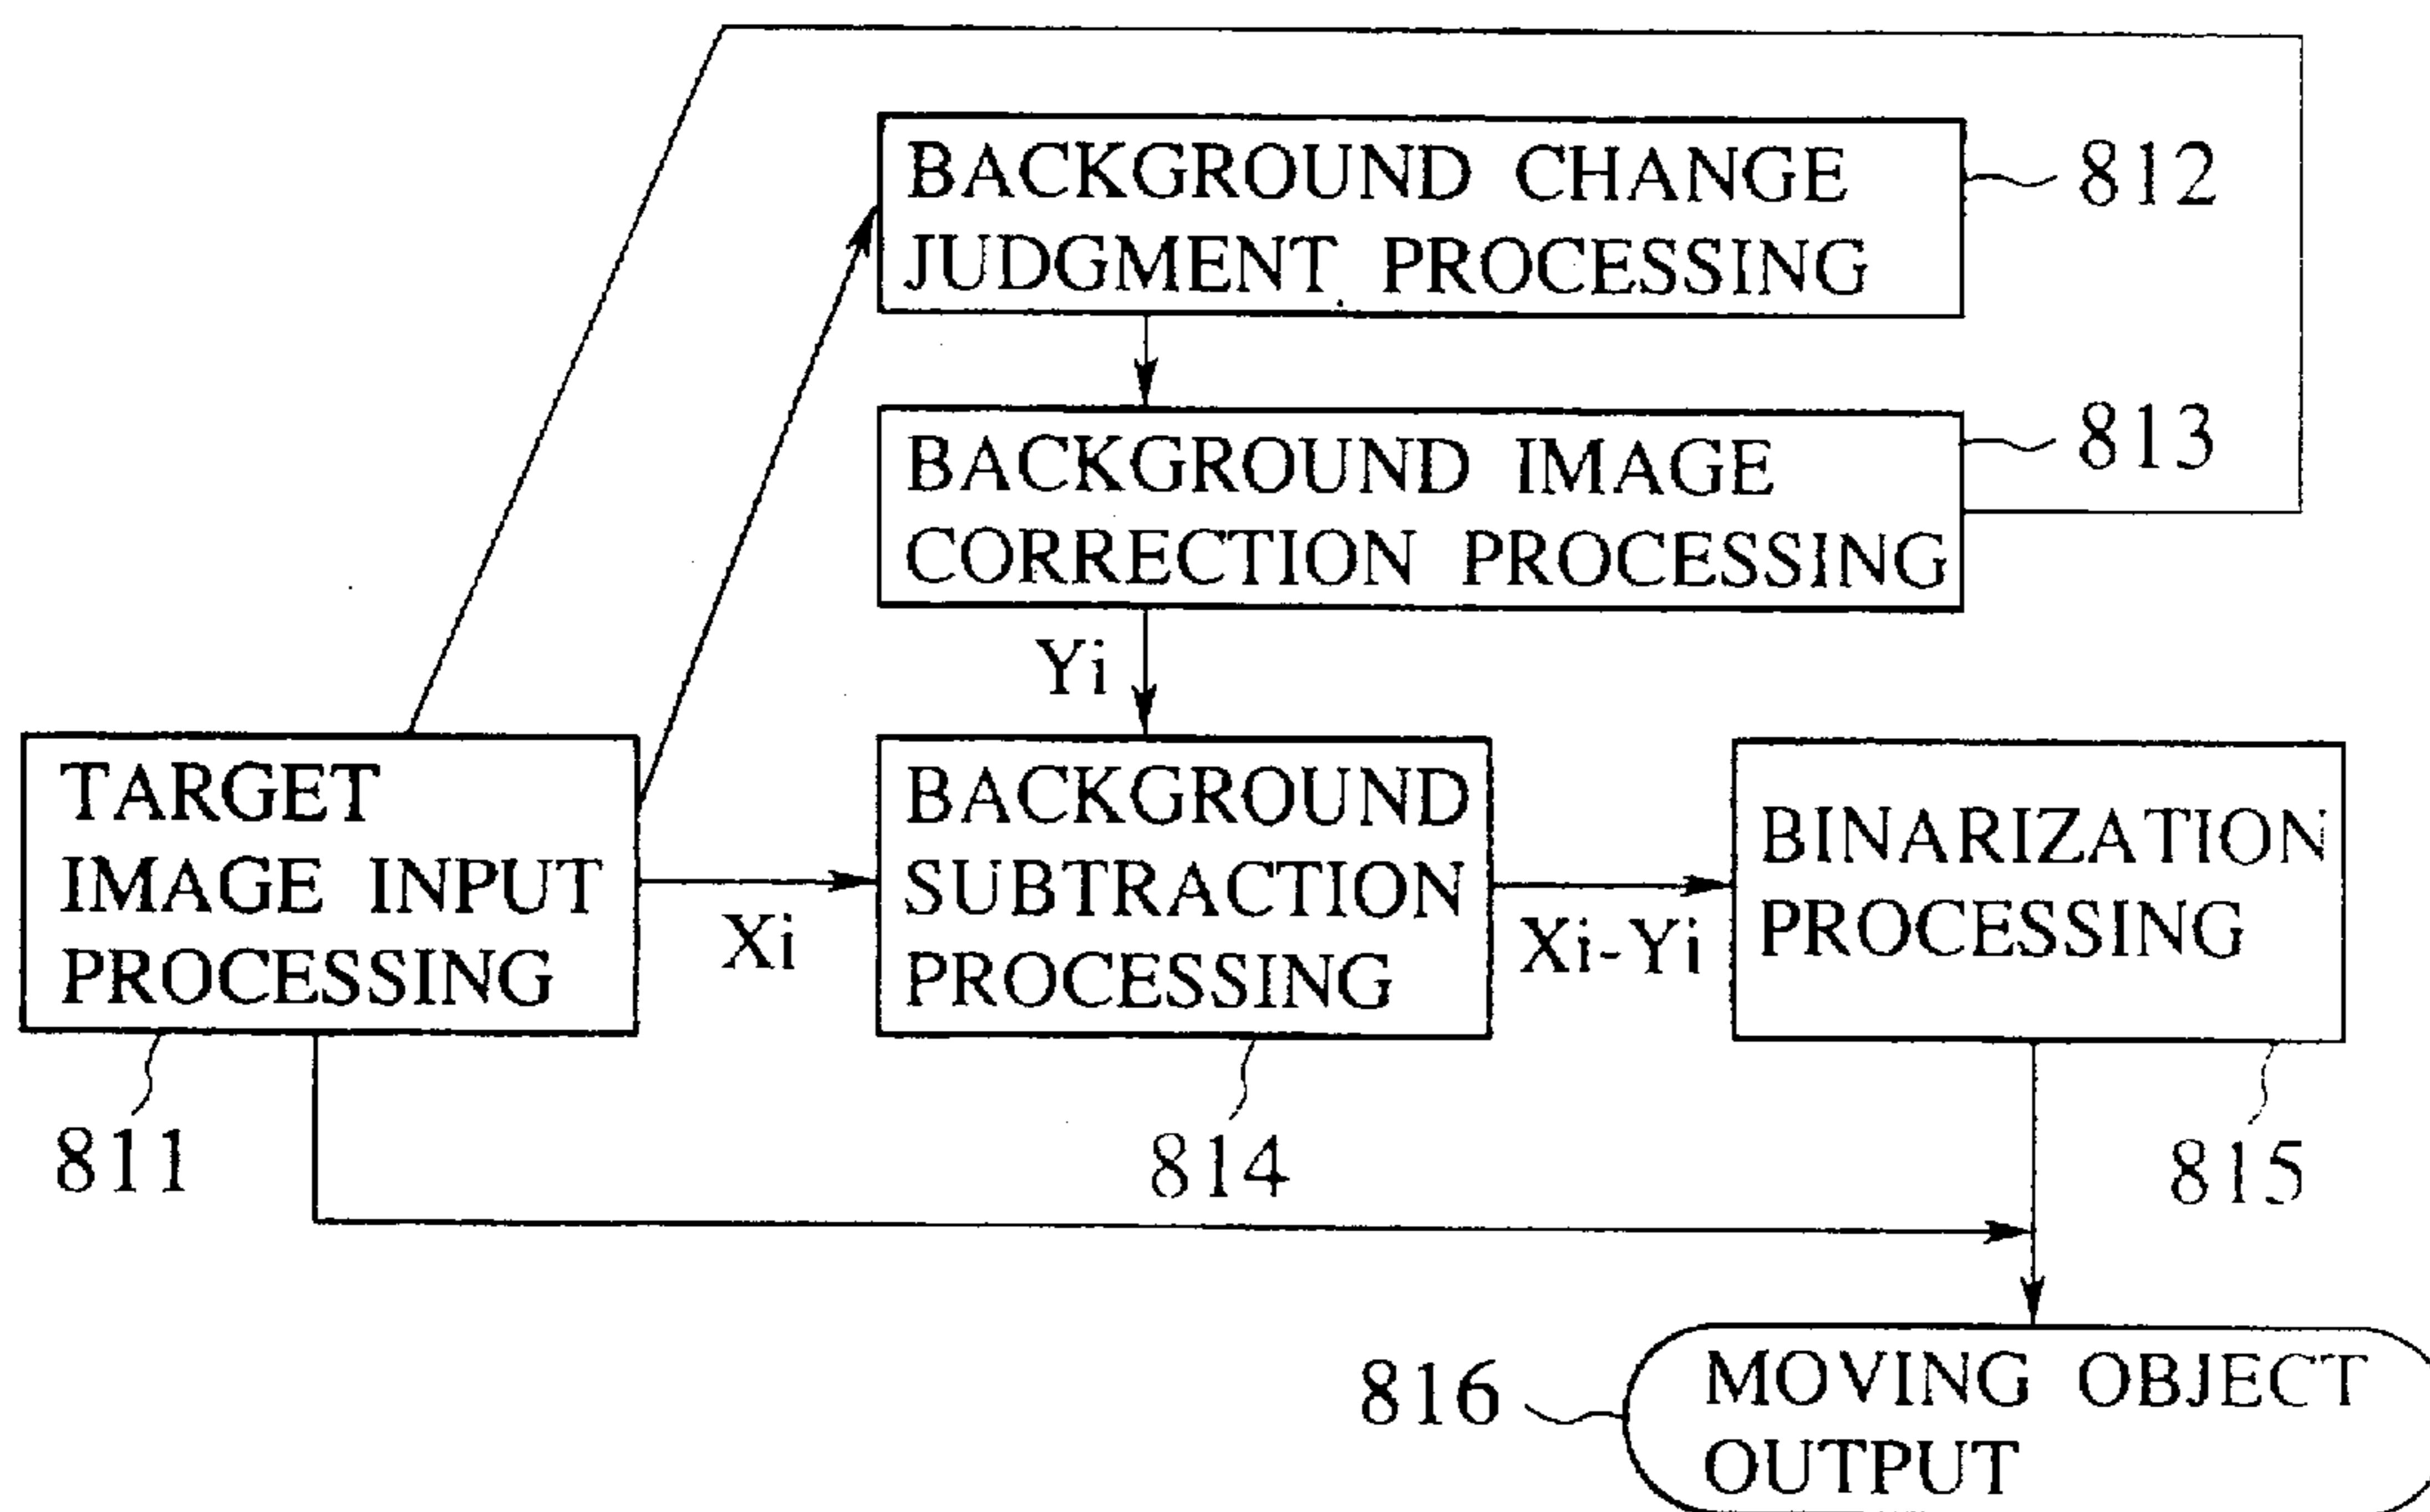 BACKGROUND CHANGE
JUDGMENT PROCESSING
812
BACKGROUND IMAGE
CORRECTION PROCESSING
813
Yi
TARGET
IMAGE INPUT
PROCESSING
811
Xi
BACKGROUND
SUBTRACTION
PROCESSING
814
Xi-Yi
BINARIZATION
PROCESSING
815
816
MOVING OBJECT
OUTPUT